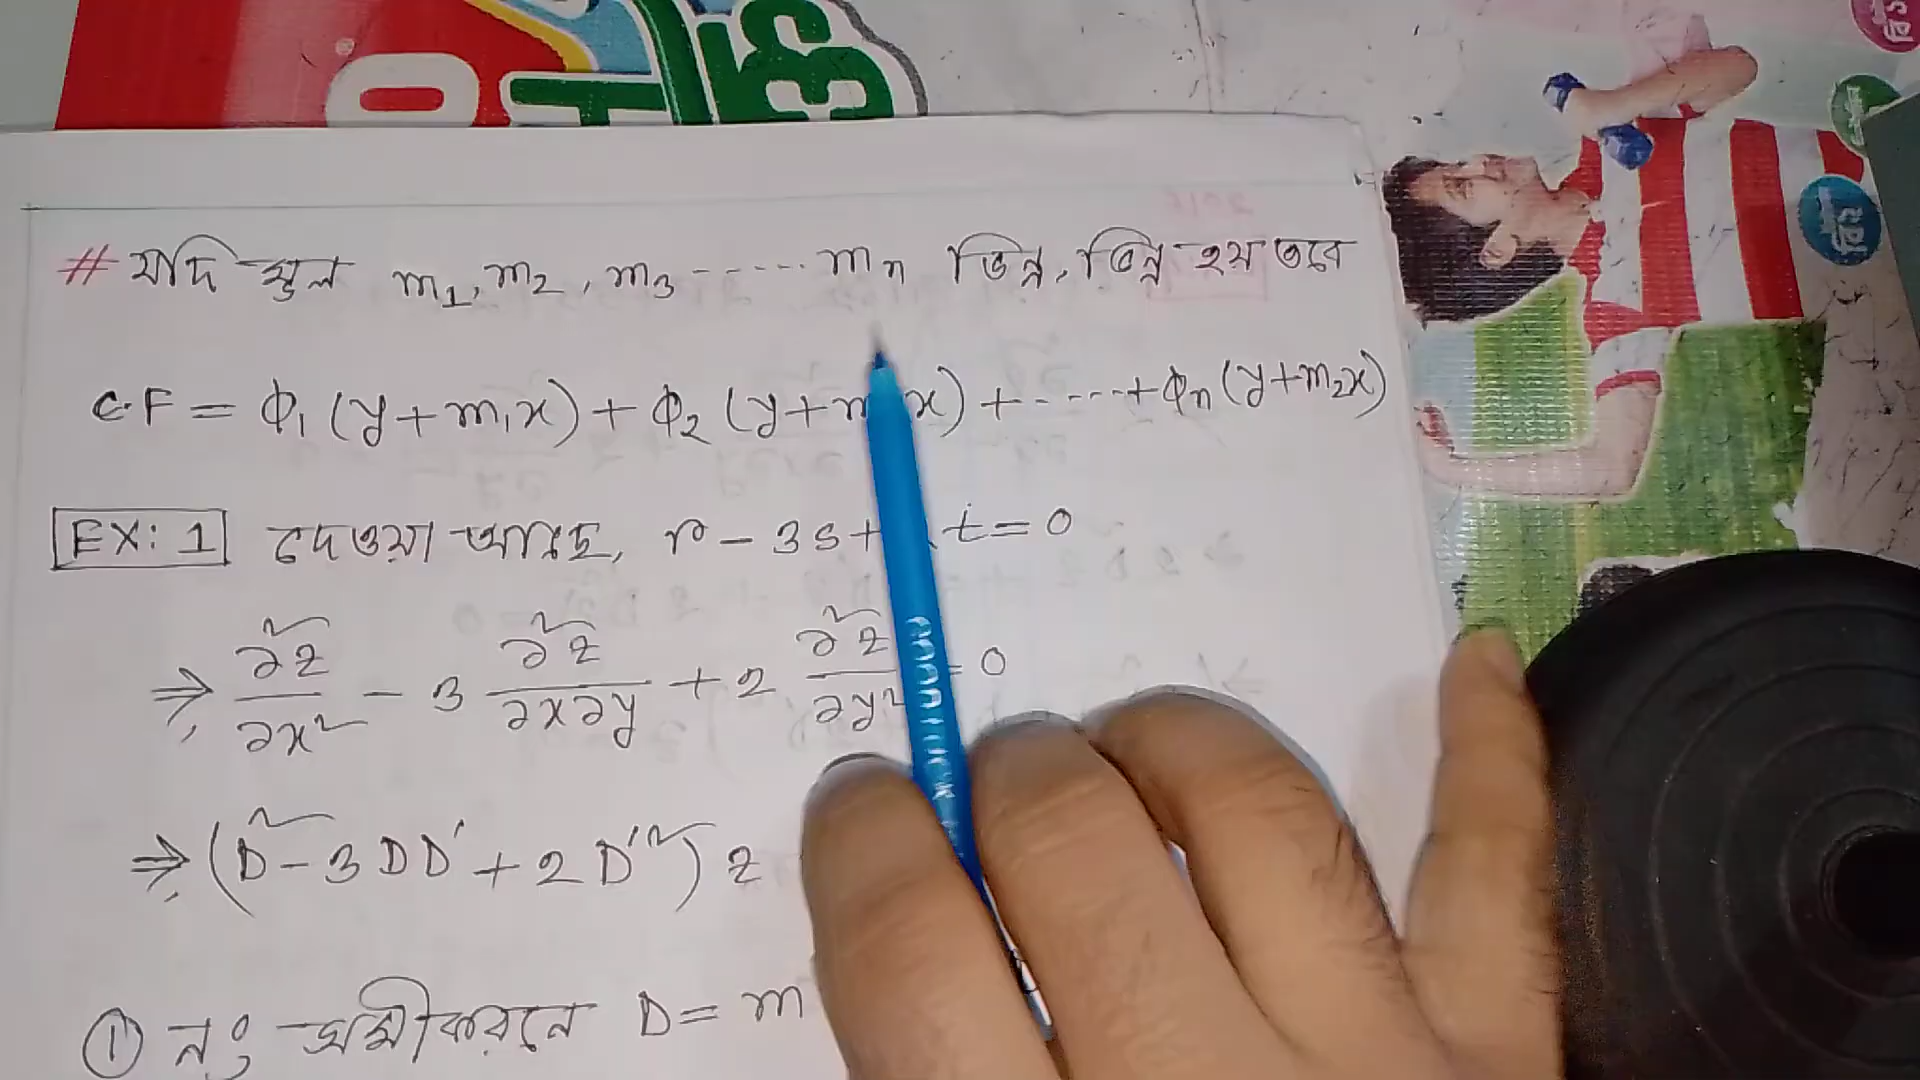 # যদি মুল m₁, m₂, m₃ ------ mₙ ভিন্ন, ভিন্ন হয় তবে
C.F = ϕ₁ (y+m₁x) + ϕ₂ (y+m x) + ----- + ϕₙ (y+m₂x)
EX: 1 দেওয়া আছে, r - 3s + t = 0
⇒, ∂²z/∂x² - 3 ∂²z/∂x∂y + 2 ∂²z/∂y² = 0
⇒, (D² - 3DD′ + 2D′²) z
① নং সমীকরনে D = m